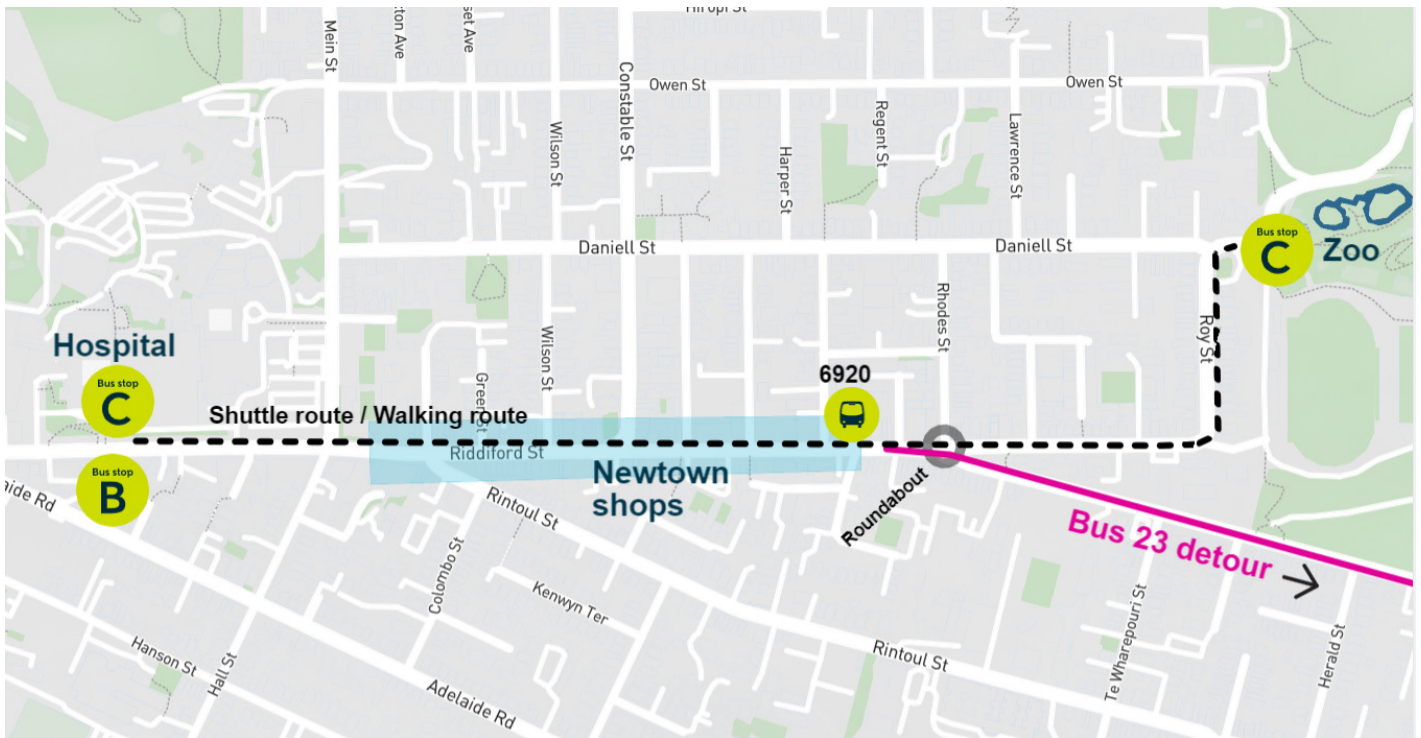 Mein St
Constable St
Owen St
Owen St
Wilson St
Harper St
Regent St
Lawrence St
Daniell St
Daniell St
Bus stop
C
Zoo
Hospital
Bus stop
C
Shuttle route / Walking route
Green St
Wilson St
6920
Rhodes St
Roy St
Riddiford St
Newtown
shops
Bus stop
B
Roundabout
Rintoul St
Bus 23 detour
Colombo St
Kenwyn Ter
Hanson St
Hall St
Adelaide Rd
Rintoul St
Te Wharepouri St
Herald St